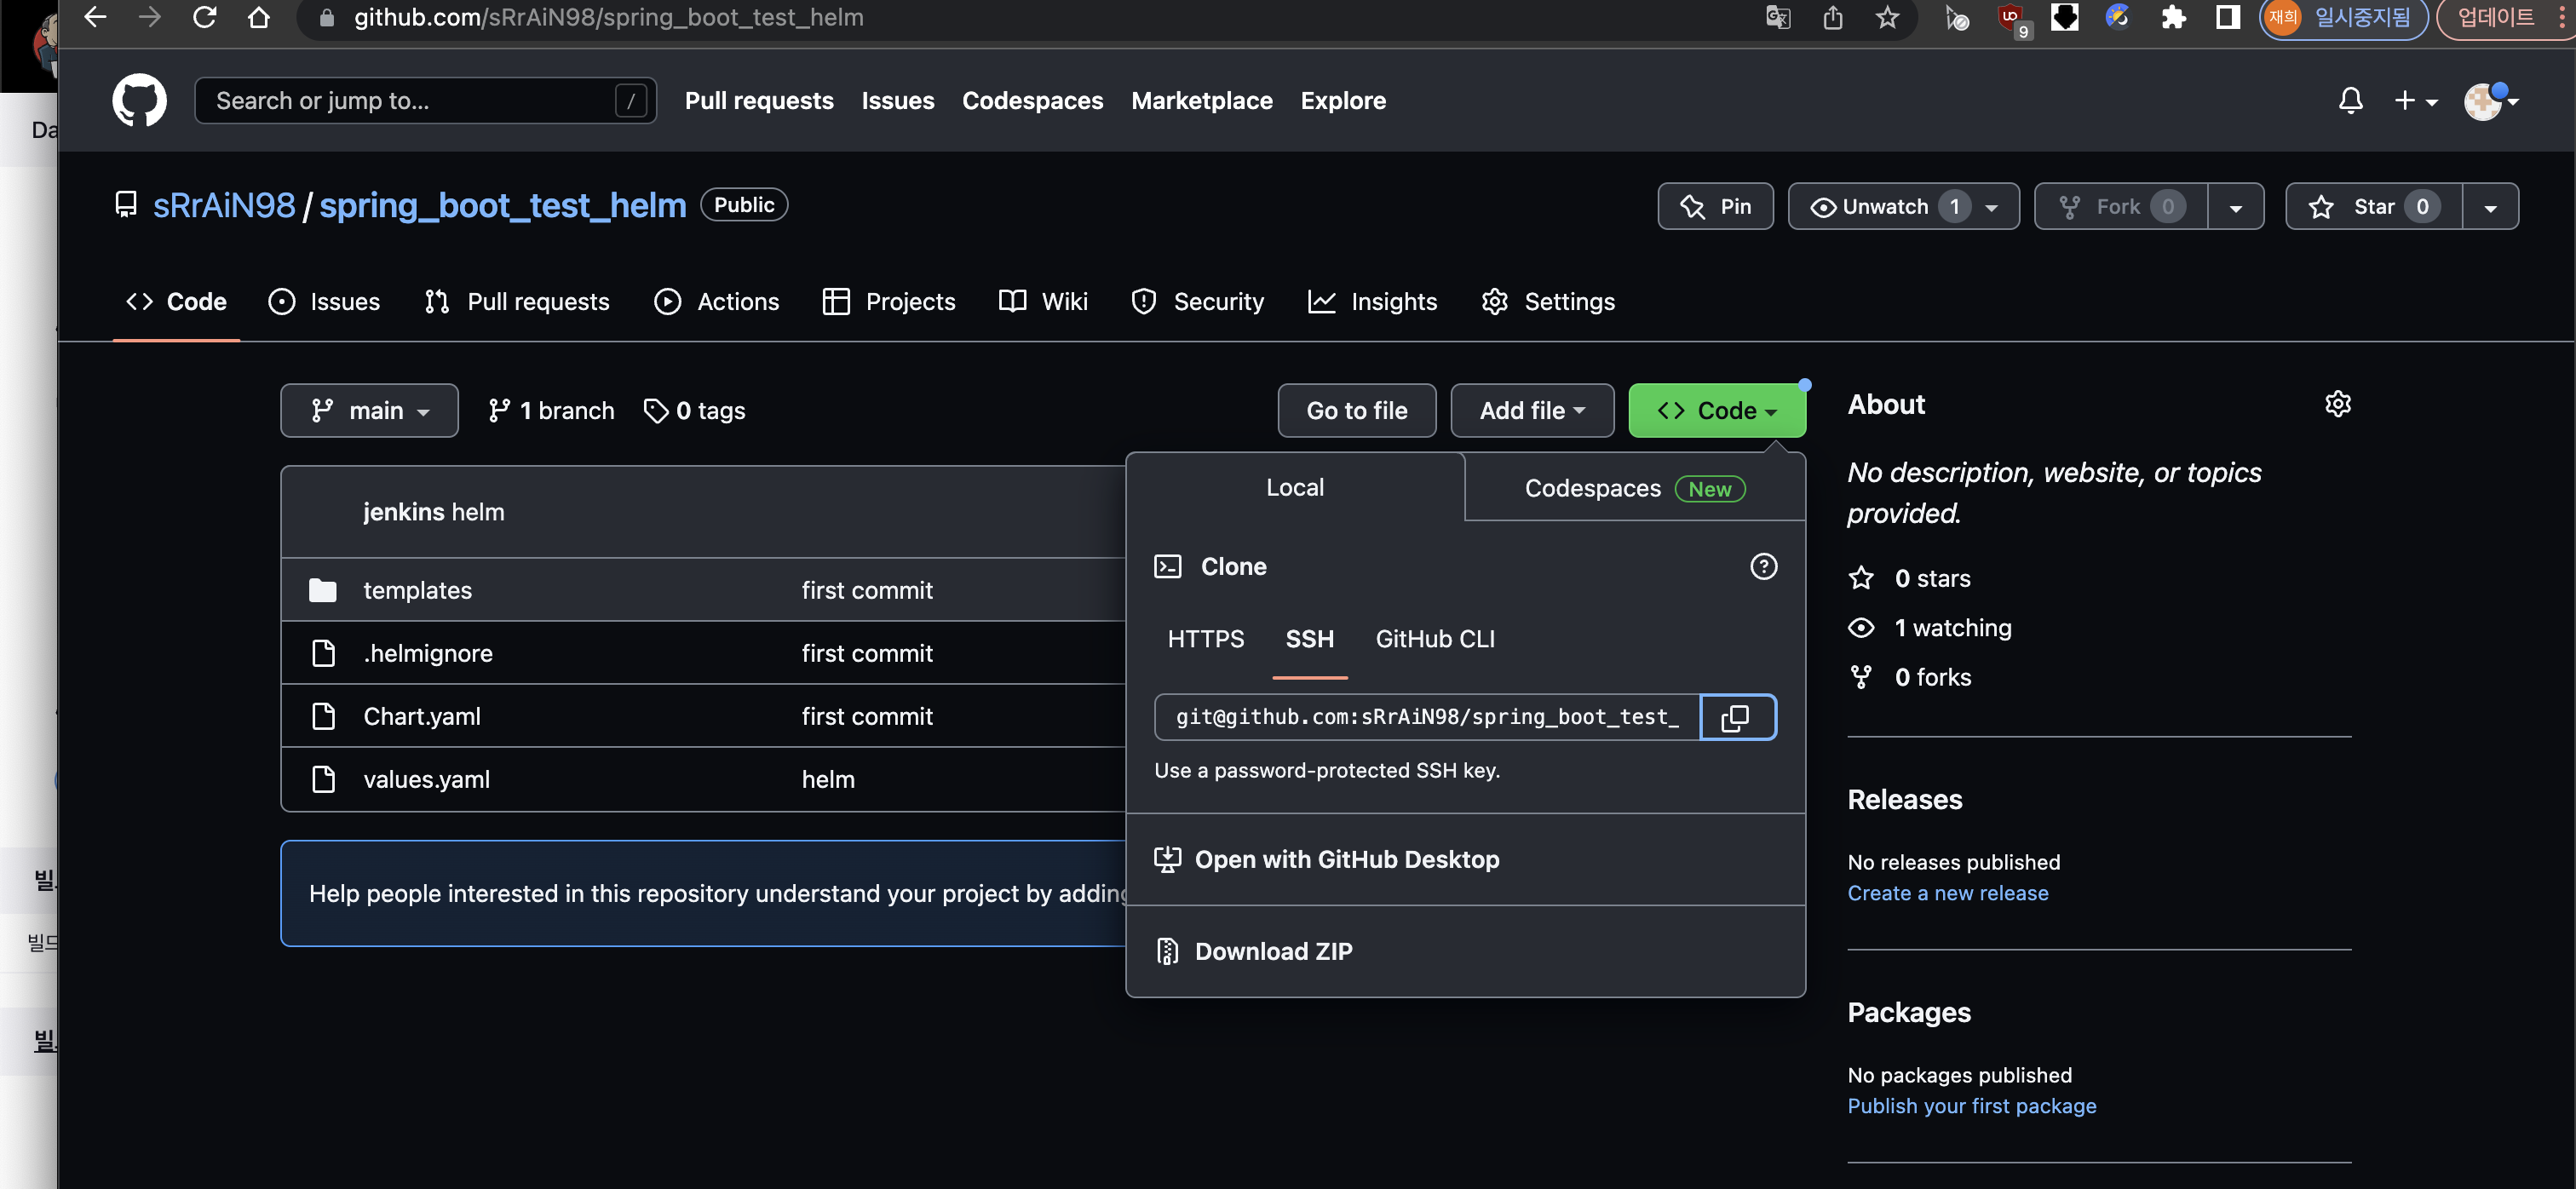 github.com/sRrAiN98/spring_boot_test_helm
9
재희 일시중지됨
업데이트
Search or jump to...
/
Pull requests
Issues
Codespaces
Marketplace
Explore
sRrAiN98/spring_boot_test_helm
Public
Pin
Unwatch 1
Fork 0
Star 0
Code
Issues
Pull requests
Actions
Projects
Wiki
Security
Insights
Settings
main
1 branch
0 tags
Go to file
Add file
Code
jenkins helm
templates first commit
.helmignore first commit
Chart.yaml first commit
values.yaml helm
Help people interested in this repository understand your project by adding
Local
Codespaces New
Clone
HTTPS
SSH
GitHub CLI
git@github.com:sRrAiN98/spring_boot_test_
Use a password-protected SSH key.
Open with GitHub Desktop
Download ZIP
About
No description, website, or topics
provided.
0 stars
1 watching
0 forks
Releases
No releases published
Create a new release
Packages
No packages published
Publish your first package
Da